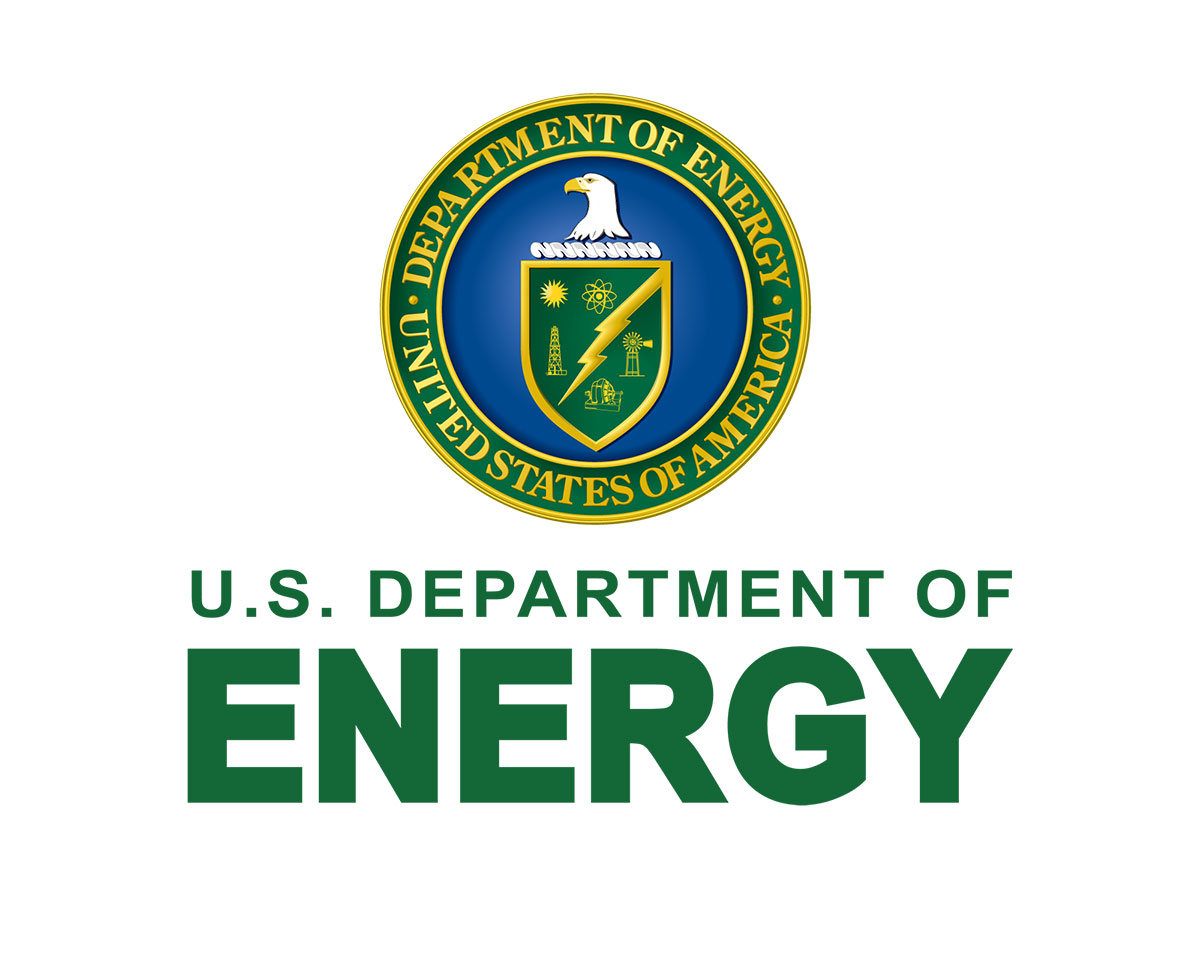 DEPARTMENT OF ENERGY
UNITED STATES OF AMERICA
U.S. DEPARTMENT OF
ENERGY